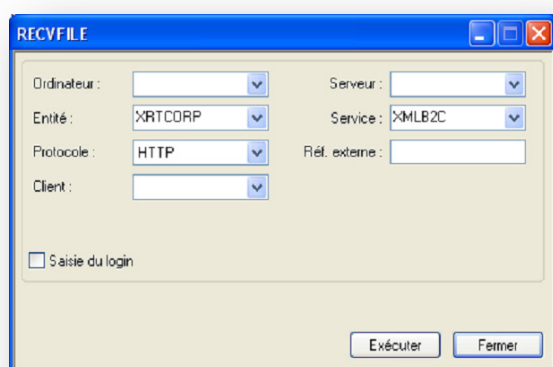 RECVFILE
Ordinateur :
Serveur :
Entité : XRTCORP
Service : XMLB2C
Protocole : HTTP
Réf. externe :
Client :
Saisie du login
Exécuter Fermer